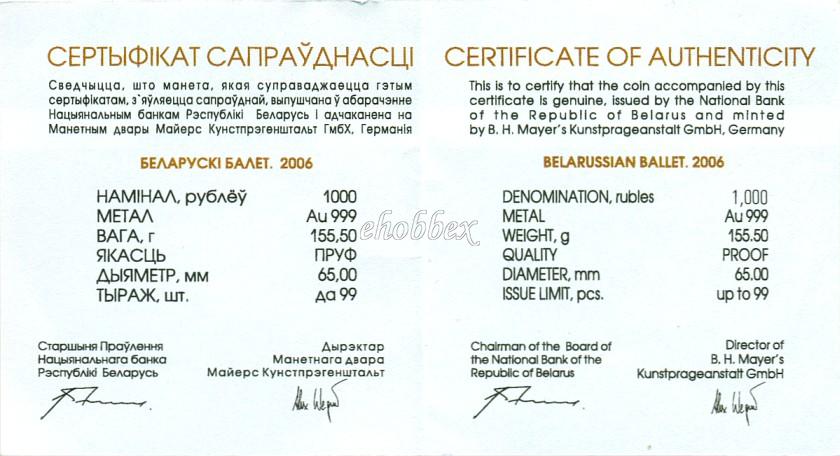 СЕРТЫФІКАТ САПРАЎДНАСЦІ
Сведчыцца, што манета, якая суправаджаецца гэтым
сертыфікатам, з`яўляецца сапраўднай, выпушчана ў абарачэнне
Нацыянальным банкам Рэспублікі Беларусь і адчаканена на
Манетным двары Майерс Кунстпрэгенштальт ГмбХ, Германія
БЕЛАРУСКІ БАЛЕТ. 2006
НАМІНАЛ, рублёў 1000
МЕТАЛ Au 999
ВАГА, г 155,50
ЯКАСЦЬ ПРУФ
ДЫЯМЕТР, мм 65,00
ТЫРАЖ, шт. да 99
Старшыня Праўлення
Нацыянальнага банка
Рэспублікі Беларусь
Дырэктар
Манетнага двара
Майерс Кунстпрэгенштальт
ehobbex
CERTIFICATE OF AUTHENTICITY
This is to certify that the coin accompanied by this
certificate is genuine, issued by the National Bank
of the Republic of Belarus and minted
by B. H. Mayer's Kunstprageanstalt GmbH, Germany
BELARUSSIAN BALLET. 2006
DENOMINATION, rubles 1,000
METAL Au 999
WEIGHT, g 155.50
QUALITY PROOF
DIAMETER, mm 65.00
ISSUE LIMIT, pcs. up to 99
Chairman of the Board of
the National Bank of the
Republic of Belarus
Director of
B. H. Mayer's
Kunstprageanstalt GmbH